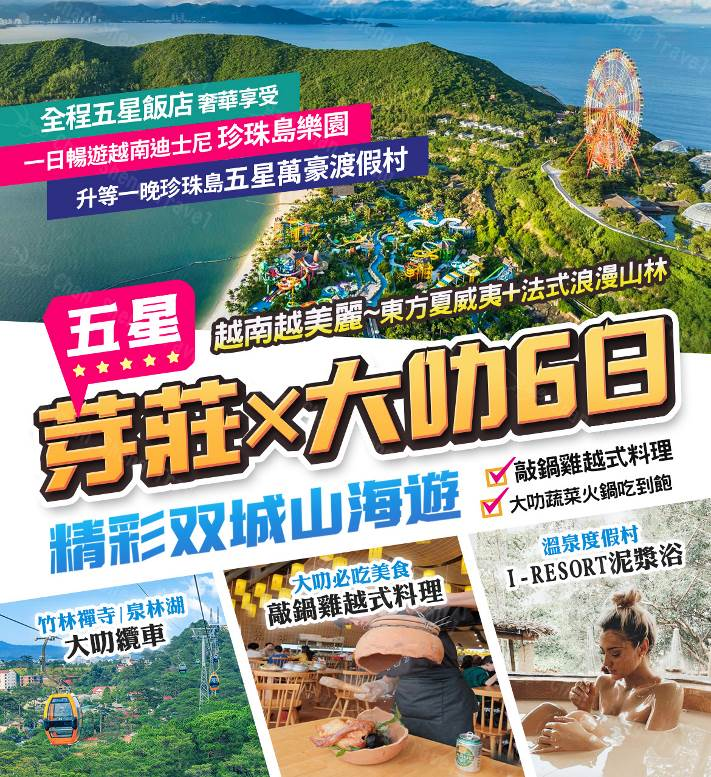 全程五星飯店 奢華享受
一日暢遊越南迪士尼 珍珠島樂園
升等一晚珍珠島五星萬豪渡假村
五星
越南越美麗~東方夏威夷+法式浪漫山林
芽莊×大叻6日
精彩双城山海遊
敲鍋雞越式料理
大叻蔬菜火鍋吃到飽
竹林禪寺/泉林湖
大叻纜車
大叻必吃美食
敲鍋雞越式料理
溫泉度假村
I-RESORT泥漿浴